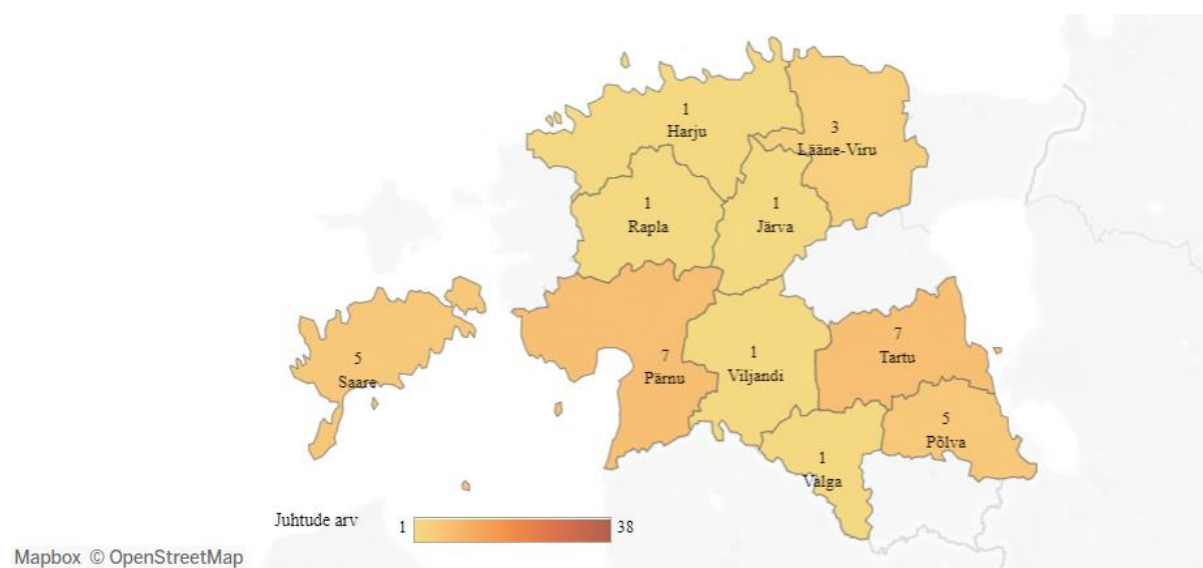 1
Harju
3
Lääne-Viru
1
Rapla
1
Järva
5
Saare
7
Pärnu
1
Viljandi
7
Tartu
5
Põlva
1
Valga
Juhtude arv 1 38
Mapbox © OpenStreetMap